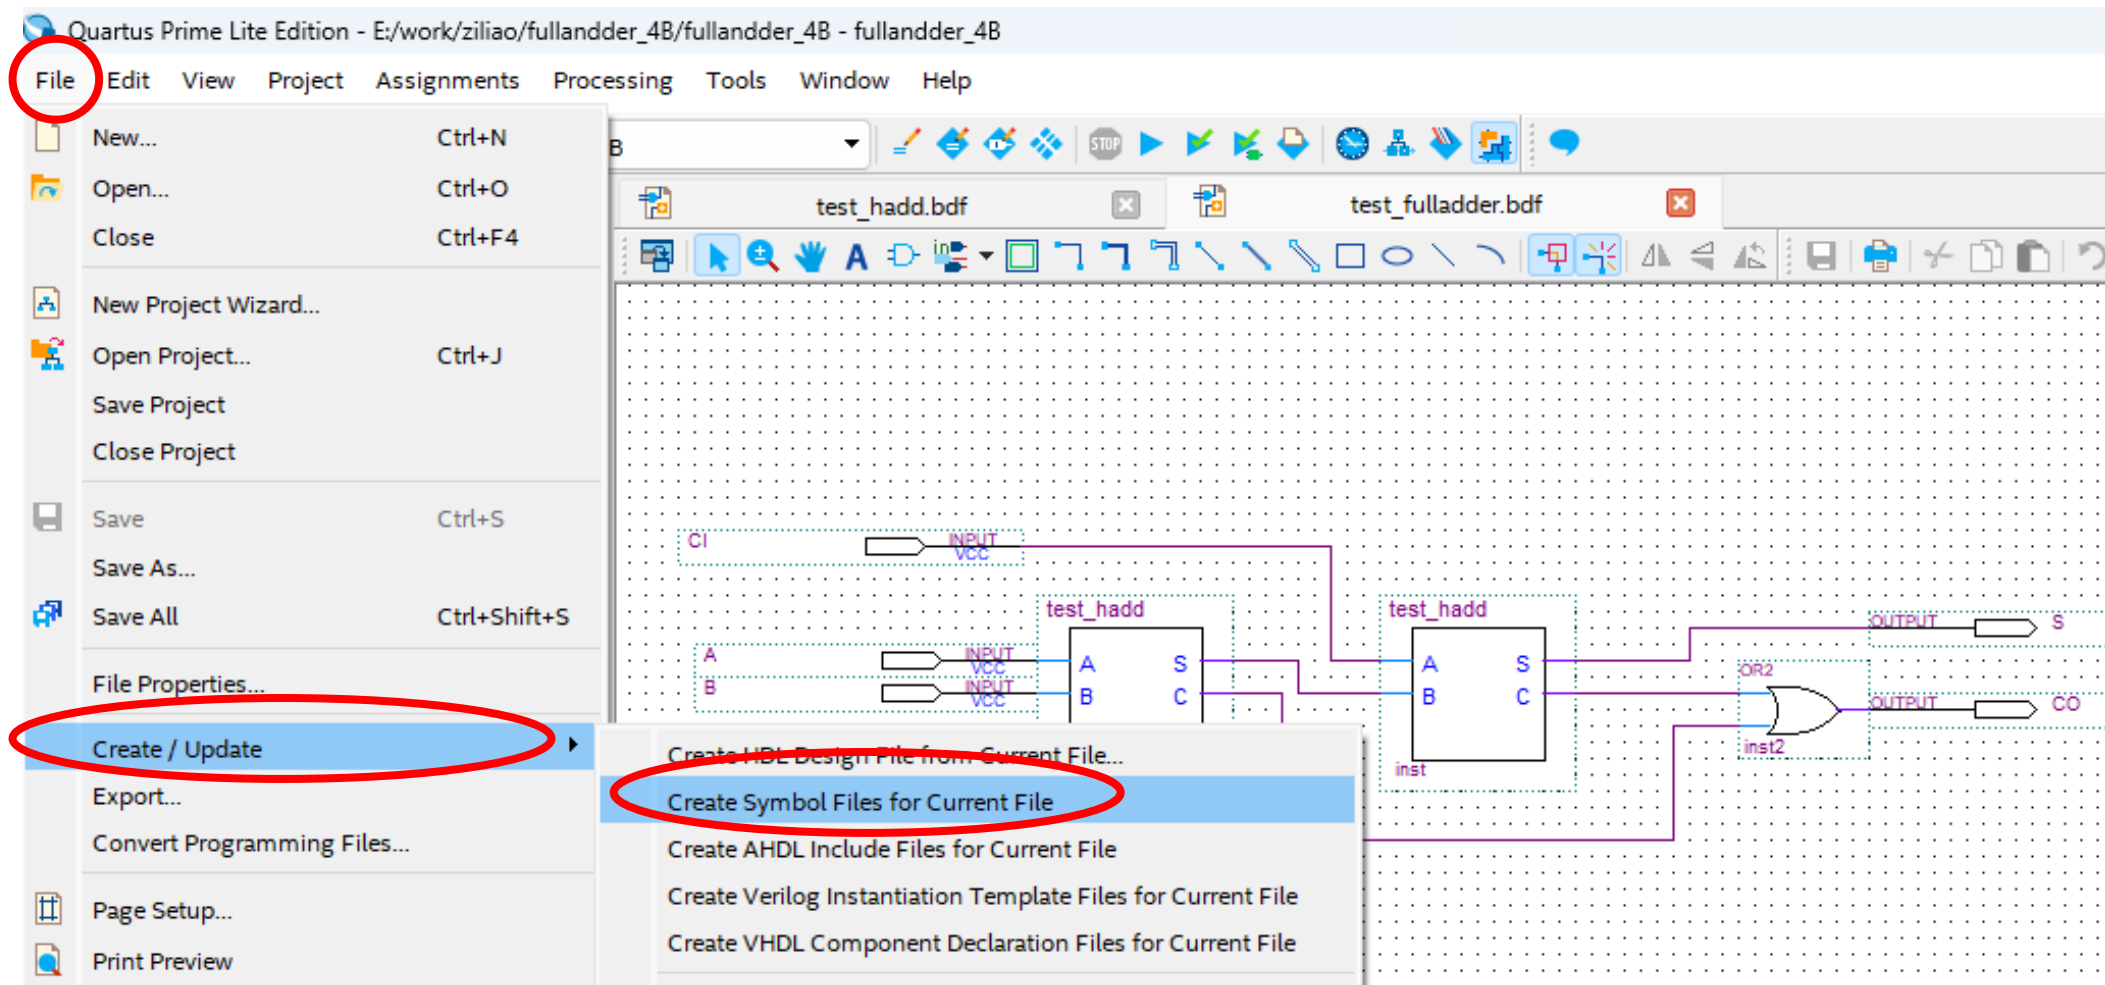 Quartus Prime Lite Edition - E:/work/ziliao/fullandder_4B/fullandder_4B - fullandder_4B
File Edit View Project Assignments Processing Tools Window Help
New... Ctrl+N
Open... Ctrl+O
Close Ctrl+F4
New Project Wizard...
Open Project... Ctrl+J
Save Project
Close Project
Save Ctrl+S
Save As...
Save All Ctrl+Shift+S
File Properties...
Create / Update
Export...
Convert Programming Files...
Page Setup...
Print Preview
Create HDL Design File from Current File...
Create Symbol Files for Current File
Create AHDL Include Files for Current File
Create Verilog Instantiation Template Files for Current File
Create VHDL Component Declaration Files for Current File
B
STOP
test_hadd.bdf test_fulladder.bdf
A in
CI INPUT
VCC
test_hadd
A INPUT
VCC
B INPUT
VCC
A S
B C
test_hadd
A S
B C
inst
OR2
inst2
OUTPUT S
OUTPUT CO